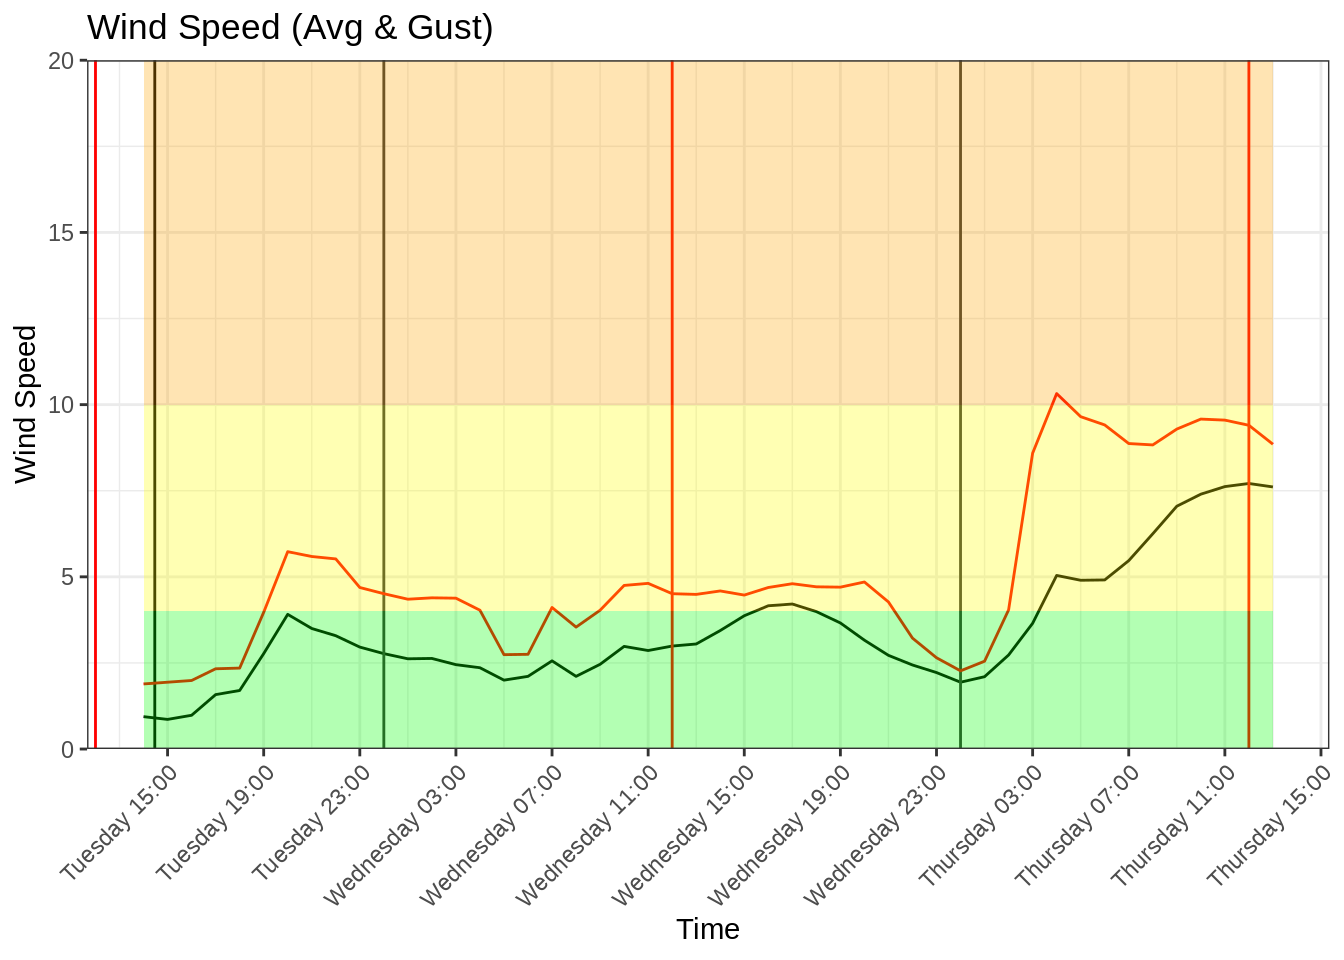 Wind Speed (Avg & Gust)
20
15
10
5
0
Wind Speed
Tuesday 15:00
Tuesday 19:00
Tuesday 23:00
Wednesday 03:00
Wednesday 07:00
Wednesday 11:00
Wednesday 15:00
Wednesday 19:00
Wednesday 23:00
Thursday 03:00
Thursday 07:00
Thursday 11:00
Thursday 15:00
Time